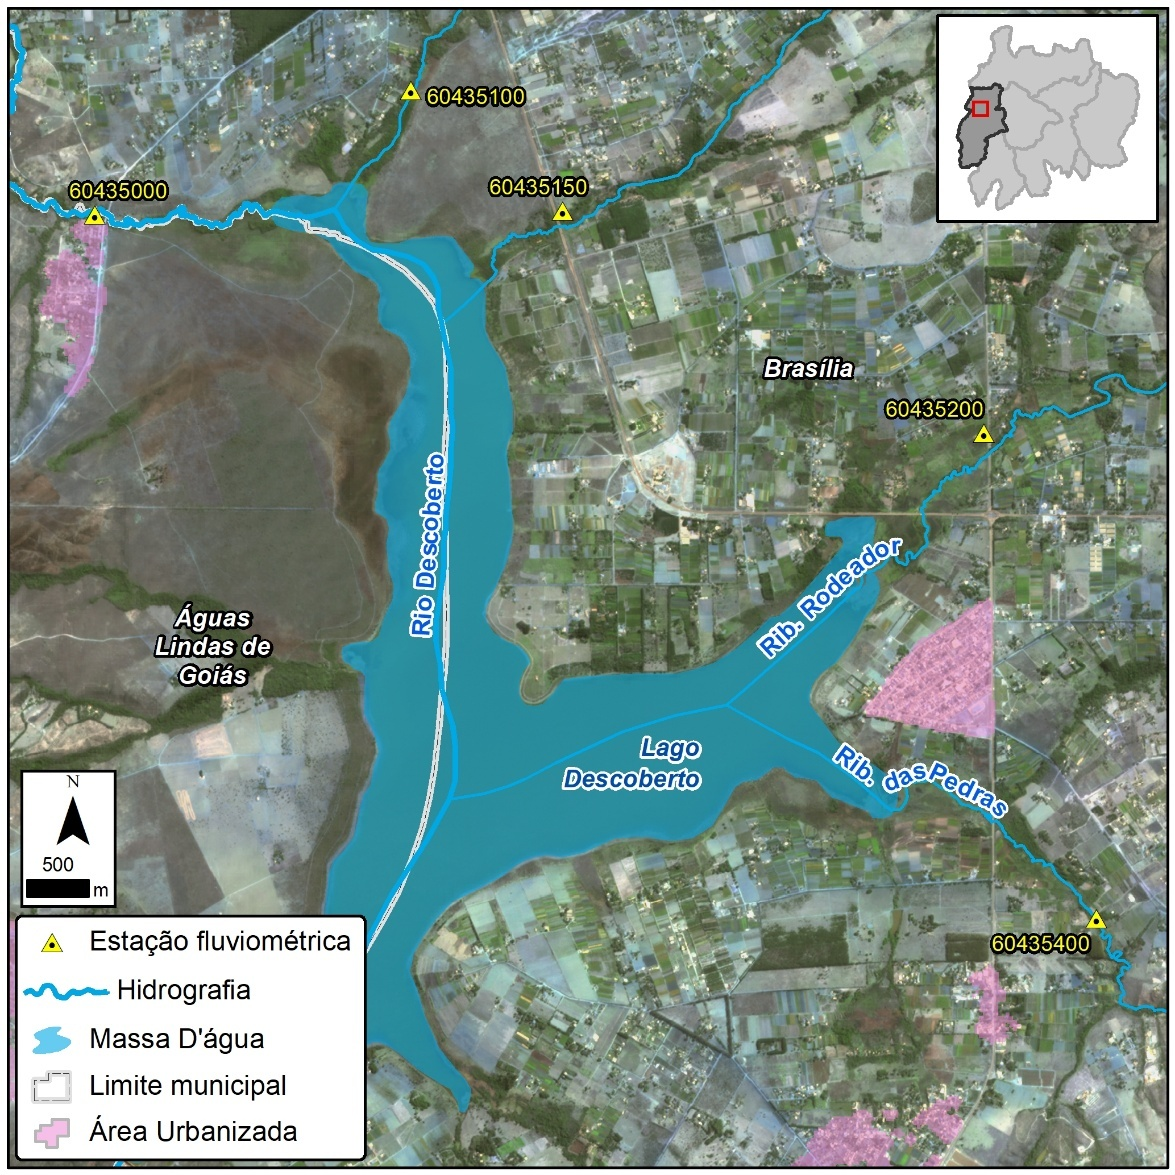 60435100
60435000
60435150
Brasília
60435200
Rio Descoberto
Rib. Rodeador
Águas
Lindas de
Goiás
Lago
Descoberto
Rib. das Pedras
60435400
N
500
m
Estação fluviométrica
Hidrografia
Massa D'água
Limite municipal
Área Urbanizada